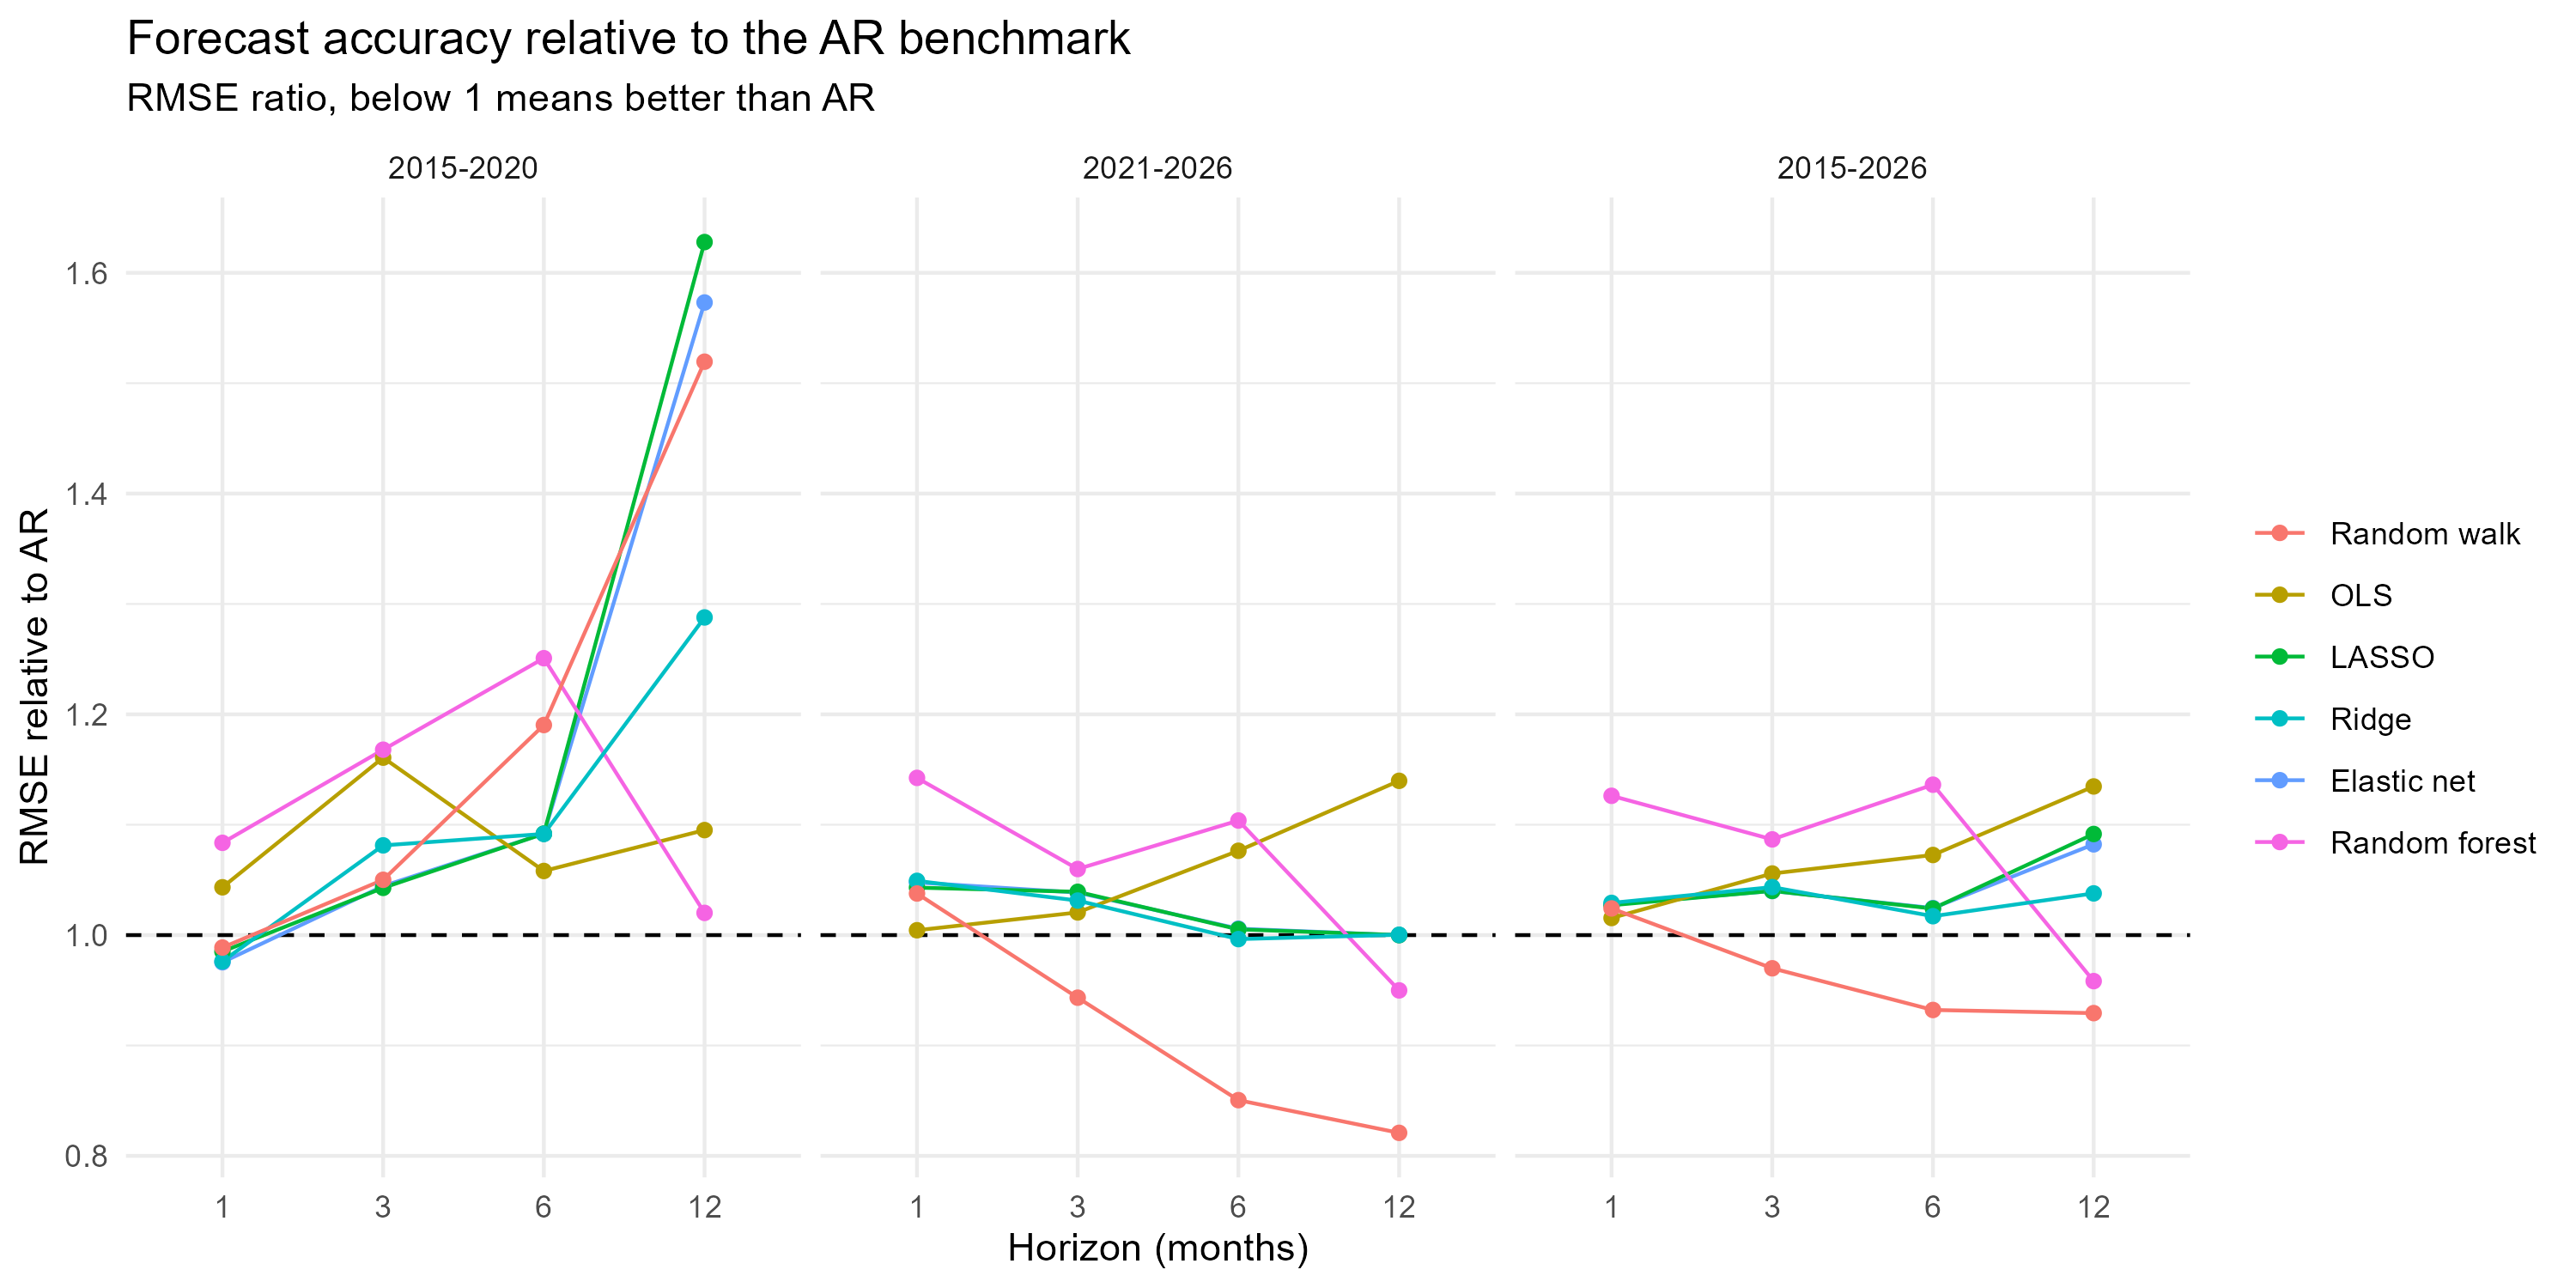 Forecast accuracy relative to the AR benchmark
RMSE ratio, below 1 means better than AR
2015-2020
2021-2026
2015-2026
RMSE relative to AR
1.6
1.4
1.2
1.0
0.8
1 3 6 12
1 3 6 12
1 3 6 12
Horizon (months)
Random walk
OLS
LASSO
Ridge
Elastic net
Random forest